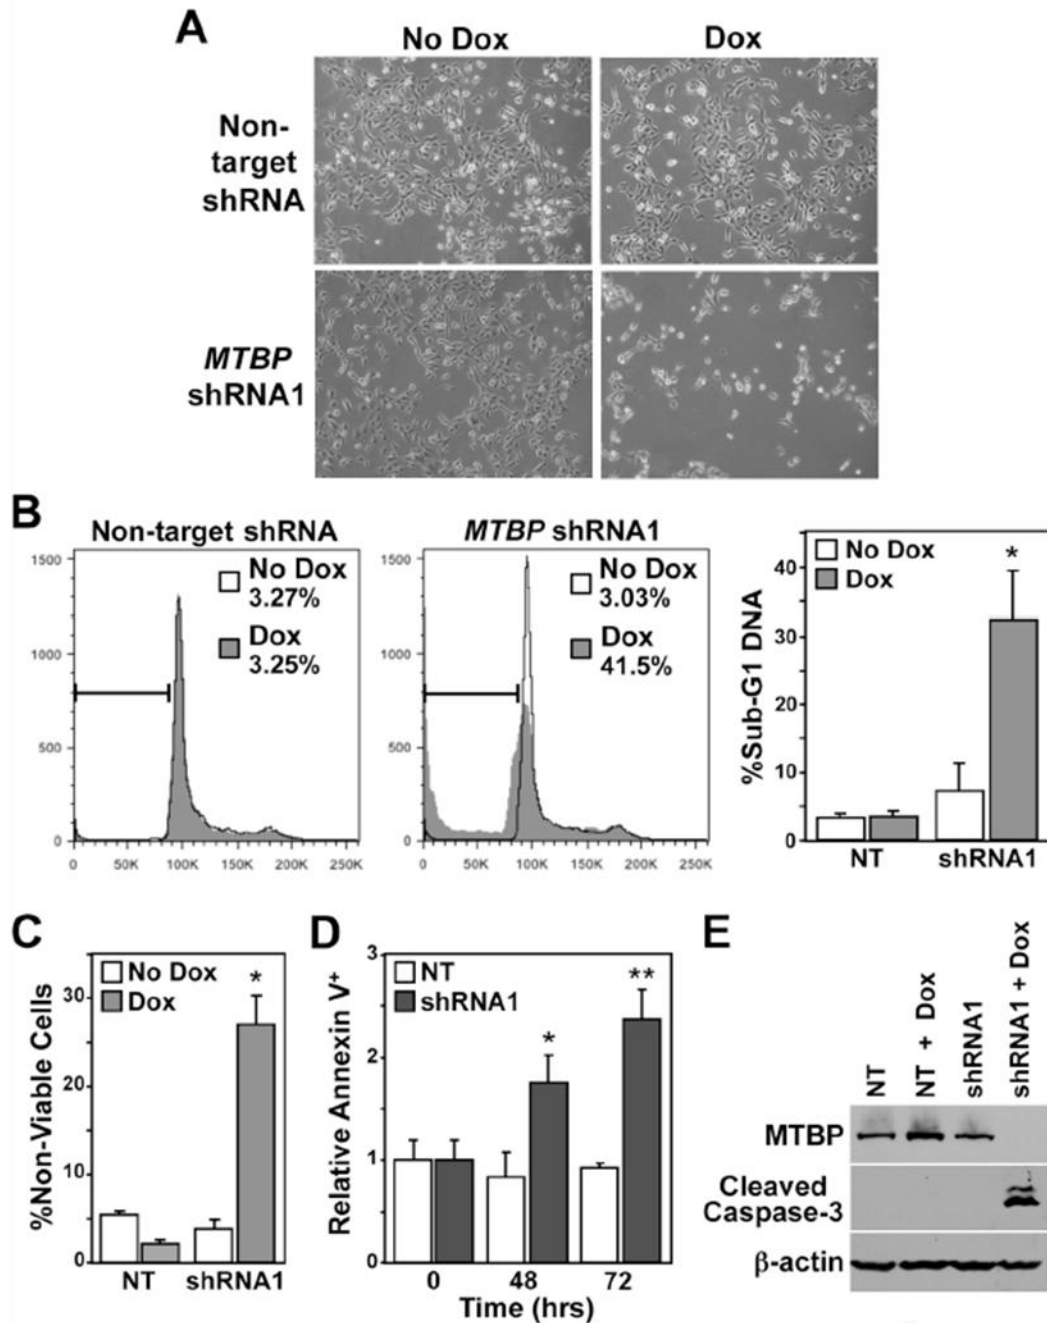 A
No Dox
Dox
Non-
target
shRNA
MTBP
shRNA1
B
Non-target shRNA
1500
1000
500
0
No Dox
3.27%
Dox
3.25%
0 50K 100K 150K 200K 250K
MTBP shRNA1
1500
1000
500
0
No Dox
3.03%
Dox
41.5%
0 50K 100K 150K 200K 250K
%Sub-G1 DNA
40
30
20
10
0
No Dox
Dox
*
NT shRNA1
C
%Non-Viable Cells
30
20
10
0
No Dox
Dox
*
NT shRNA1
D
Relative Annexin V⁺
3
2
1
0
NT
shRNA1
*
**
0 48 72
Time (hrs)
E
NT
NT + Dox
shRNA1
shRNA1 + Dox
MTBP
Cleaved
Caspase-3
β-actin